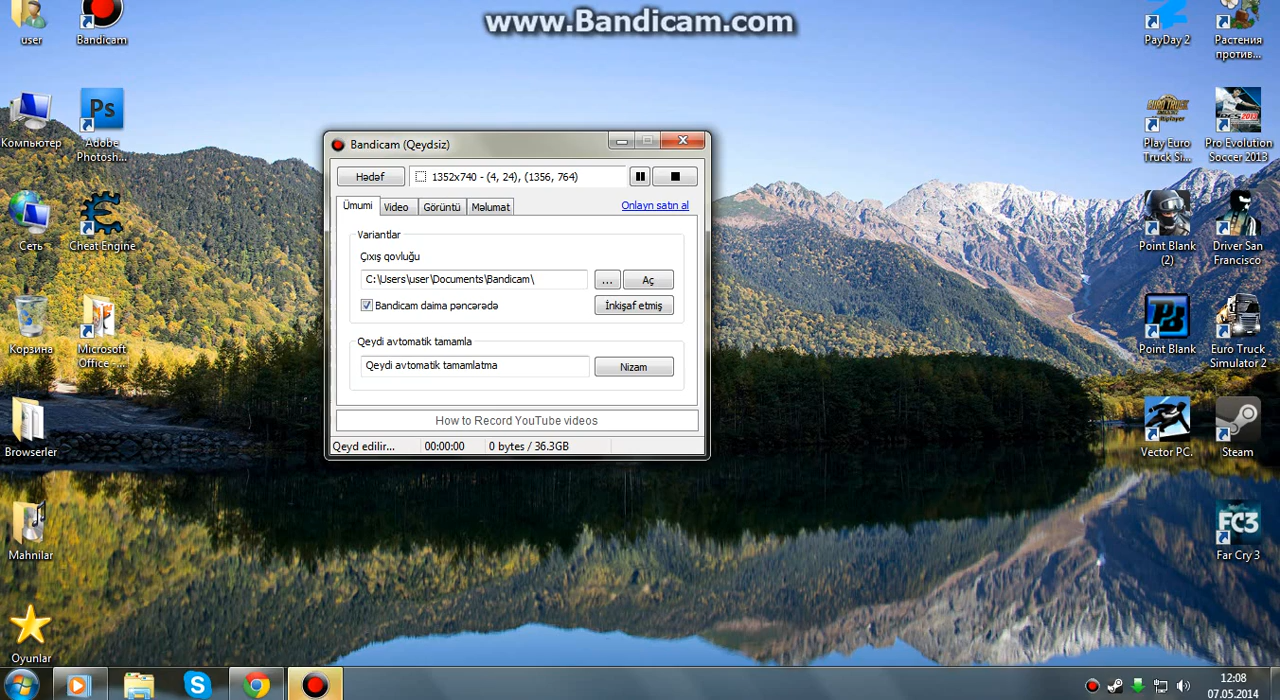 www.Bandicam.com
user
Bandicam
PayDay 2
Растения
против...
Компьютер
Adobe
Photosh...
Play Euro
Truck Si...
Pro Evolution
Soccer 2013
Сеть
Cheat Engine
Point Blank
(2)
Driver San
Francisco
Корзина
Microsoft
Office - ...
Point Blank
Euro Truck
Simulator 2
Browserler
Vector PC.
Steam
Mahnılar
Far Cry 3
Oyunlar
Bandicam (Qeydsiz)
Hədəf
1352x740 - (4, 24), (1356, 764)
Ümumi
Video
Görüntü
Məlumat
Onlayn satın al
Variantlar
Çıxış qovluğu
C:\Users\user\Documents\Bandicam\
...
Aç
Bandicam daima pəncərədə
İnkişaf etmiş
Qeydi avtomatik tamamla
Qeydi avtomatik tamamlatma
Nizam
How to Record YouTube videos
Qeyd edilir...
00:00:00
0 bytes / 36.3GB
12:08
07.05.2014